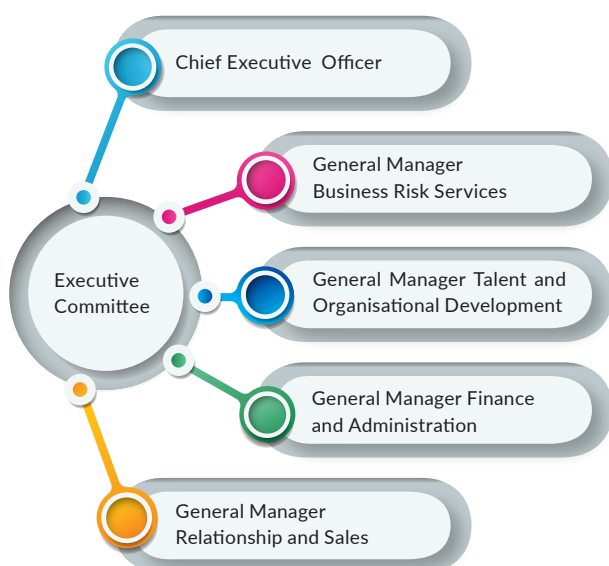 Chief Executive Officer
General Manager
Business Risk Services
Executive
Committee
General Manager Talent and
Organisational Development
General Manager Finance
and Administration
General Manager
Relationship and Sales